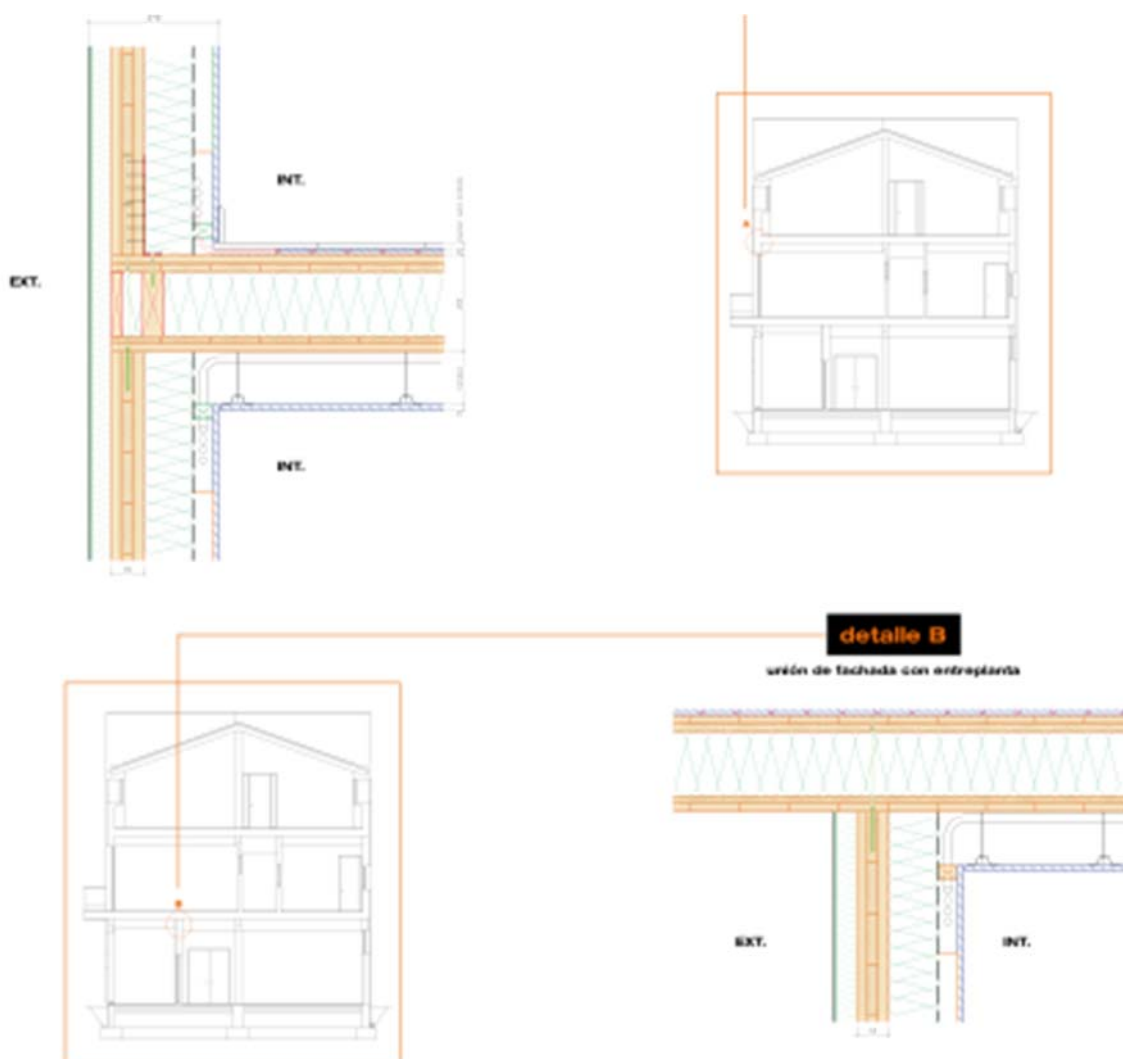 INT.
EXT.
INT.
detalle B
unión de fachada con entreplanta
EXT.
INT.